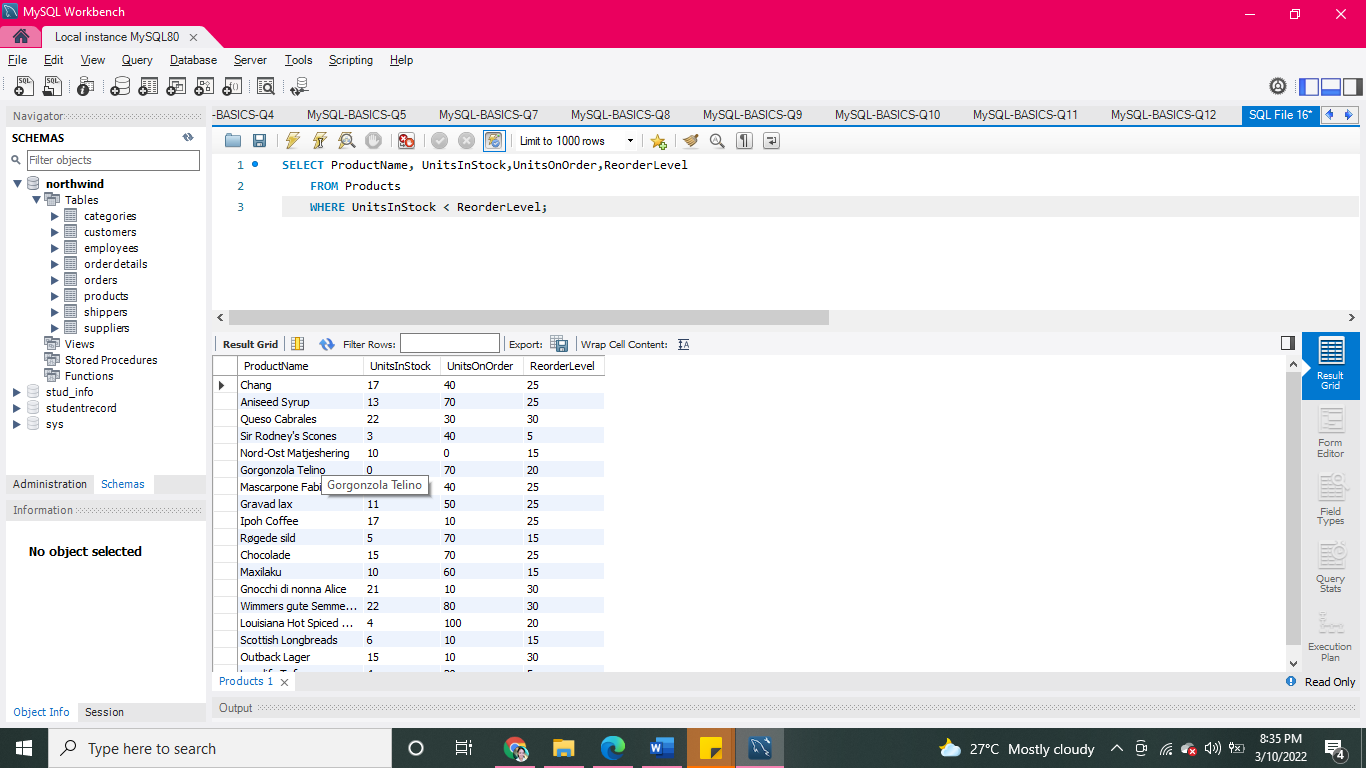 MySQL Workbench
Local instance MySQL80
File Edit View Query Database Server Tools Scripting Help
Navigator
SCHEMAS
Filter objects
northwind
Tables
categories
customers
employees
orderdetails
orders
products
shippers
suppliers
Views
Stored Procedures
Functions
stud_info
studentrecord
sys
Administration Schemas
Information
No object selected
Object Info Session
-BASICS-Q4 MySQL-BASICS-Q5 MySQL-BASICS-Q7 MySQL-BASICS-Q8 MySQL-BASICS-Q9 MySQL-BASICS-Q10 MySQL-BASICS-Q11 MySQL-BASICS-Q12 SQL File 16*
Limit to 1000 rows
1 SELECT ProductName, UnitsInStock,UnitsOnOrder,ReorderLevel
2 FROM Products
3 WHERE UnitsInStock < ReorderLevel;
Result Grid Filter Rows: Export: Wrap Cell Content:
ProductName UnitsInStock UnitsOnOrder ReorderLevel
Chang 17 40 25
Aniseed Syrup 13 70 25
Queso Cabrales 22 30 30
Sir Rodney's Scones 3 40 5
Nord-Ost Matjeshering 10 0 15
Gorgonzola Telino 0 70 20
Mascarpone Fabi 40 25
Gorgonzola Telino
Gravad lax 11 50 25
Ipoh Coffee 17 10 25
Røgede sild 5 70 15
Chocolade 15 70 25
Maxilaku 10 60 15
Gnocchi di nonna Alice 21 10 30
Wimmers gute Semme... 22 80 30
Louisiana Hot Spiced ... 4 100 20
Scottish Longbreads 6 10 15
Outback Lager 15 10 30
Result
Grid
Form
Editor
Field
Types
Query
Stats
Execution
Plan
Products 1
Read Only
Output
Type here to search
27°C Mostly cloudy
8:35 PM
3/10/2022
4